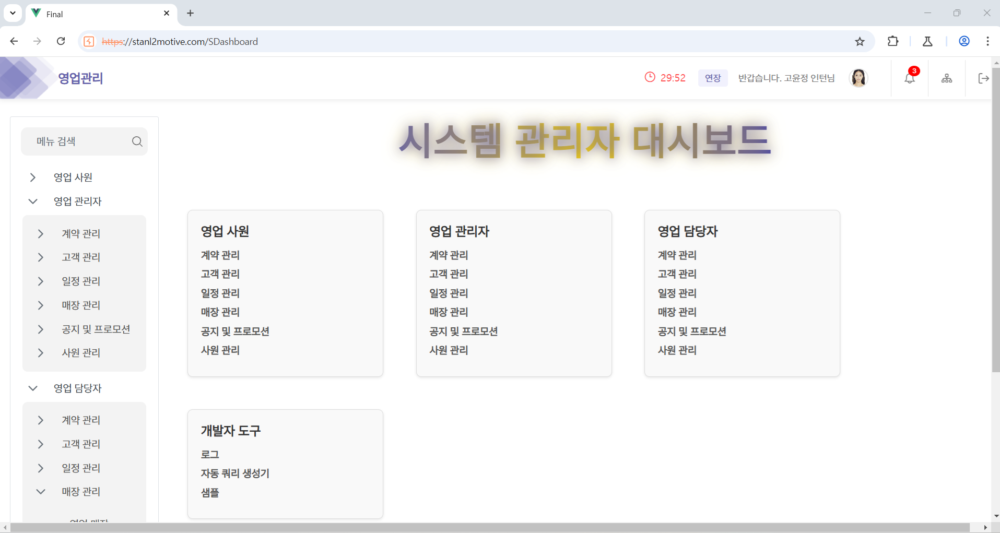 Final
https://stanl2motive.com/SDashboard
영업관리
29:52
연장
반갑습니다. 고윤정 인턴님
3
메뉴 검색
영업 사원
영업 관리자
계약 관리
고객 관리
일정 관리
매장 관리
공지 및 프로모션
사원 관리
영업 담당자
계약 관리
고객 관리
일정 관리
매장 관리
영업 매장
시스템 관리자 대시보드
영업 사원
계약 관리
고객 관리
일정 관리
매장 관리
공지 및 프로모션
사원 관리
영업 관리자
계약 관리
고객 관리
일정 관리
매장 관리
공지 및 프로모션
사원 관리
영업 담당자
계약 관리
고객 관리
일정 관리
매장 관리
공지 및 프로모션
사원 관리
개발자 도구
로그
자동 쿼리 생성기
샘플